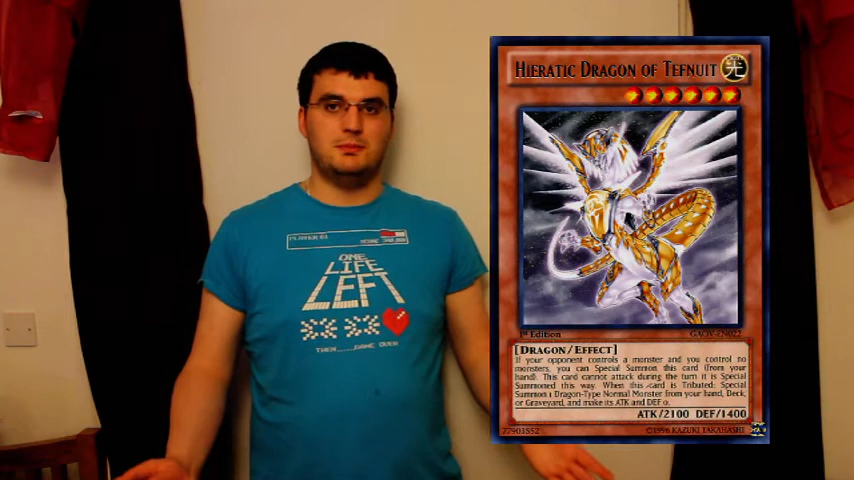 HIERATIC DRAGON OF TEFNUIT
PLAYER 01
ONE
LIFE
LEFT
THEN.....GAME OVER
1st Edition
GAOV-EN022
[DRAGON/EFFECT]
If your opponent controls a monster and you control no
monsters, you can Special Summon this card (from your
hand). This card cannot attack during the turn it is Special
Summoned this way. When this card is Tributed: Special
Summon 1 Dragon-Type Normal Monster from your hand, Deck,
or Graveyard, and make its ATK and DEF 0.
ATK/2100 DEF/1400
77901552
©1996 KAZUKI TAKAHASHI